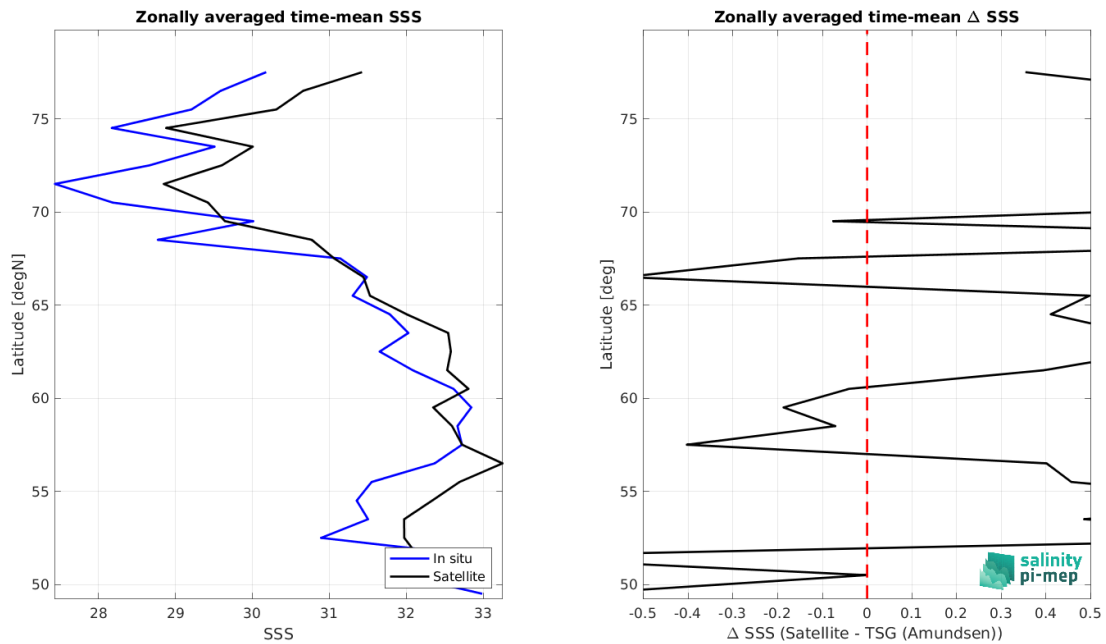 Zonally averaged time-mean SSS
75
70
65
60
55
50
Latitude [degN]
28 29 30 31 32 33
SSS
In situ
Satellite
Zonally averaged time-mean Δ SSS
75
70
65
60
55
50
Latitude [deg]
-0.5 -0.4 -0.3 -0.2 -0.1 0 0.1 0.2 0.3 0.4 0.5
Δ SSS (Satellite - TSG (Amundsen))
salinity
pi-mep